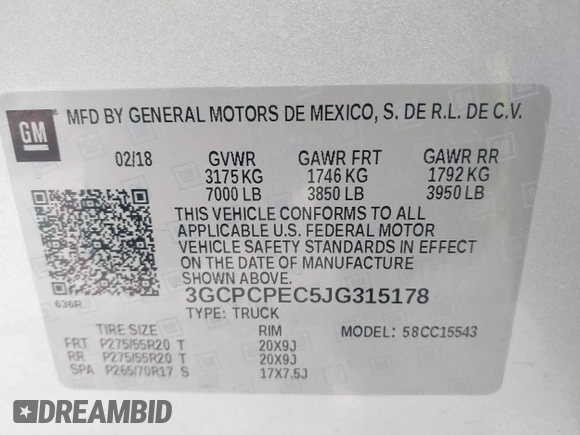 GM
MFD BY GENERAL MOTORS DE MEXICO, S. DE R.L. DE C.V.
02/18 GVWR GAWR FRT GAWR RR
3175 KG 1746 KG 1792 KG
7000 LB 3850 LB 3950 LB
THIS VEHICLE CONFORMS TO ALL
APPLICABLE U.S. FEDERAL MOTOR
VEHICLE SAFETY STANDARDS IN EFFECT
ON THE DATE OF MANUFACTURE
SHOWN ABOVE.
636R 3GCPCPEC5JG315178
TYPE: TRUCK
TIRE SIZE RIM MODEL: 58CC15543
FRT P275/55R20 T 20X9J
RR P275/55R20 T 20X9J
SPA P265/70R17 S 17X7.5J
DREAMBID